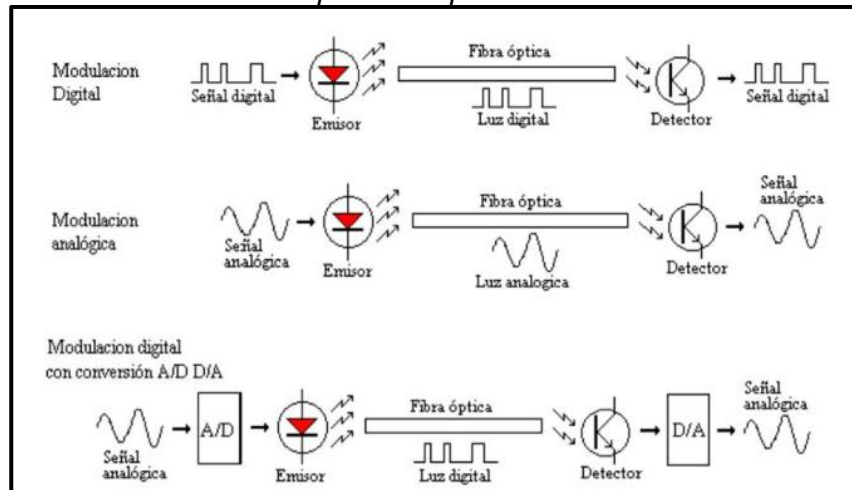 Modulacion
Digital
Señal digital
Emisor
Fibra óptica
Luz digital
Detector
Señal digital
Modulacion
analógica
Señal
analógica
Emisor
Fibra óptica
Luz analogica
Detector
Señal
analógica
Modulacion digital
con conversión A/D D/A
Señal
analógica
A/D
Emisor
Fibra óptica
Luz digital
Detector
D/A
Señal
analógica